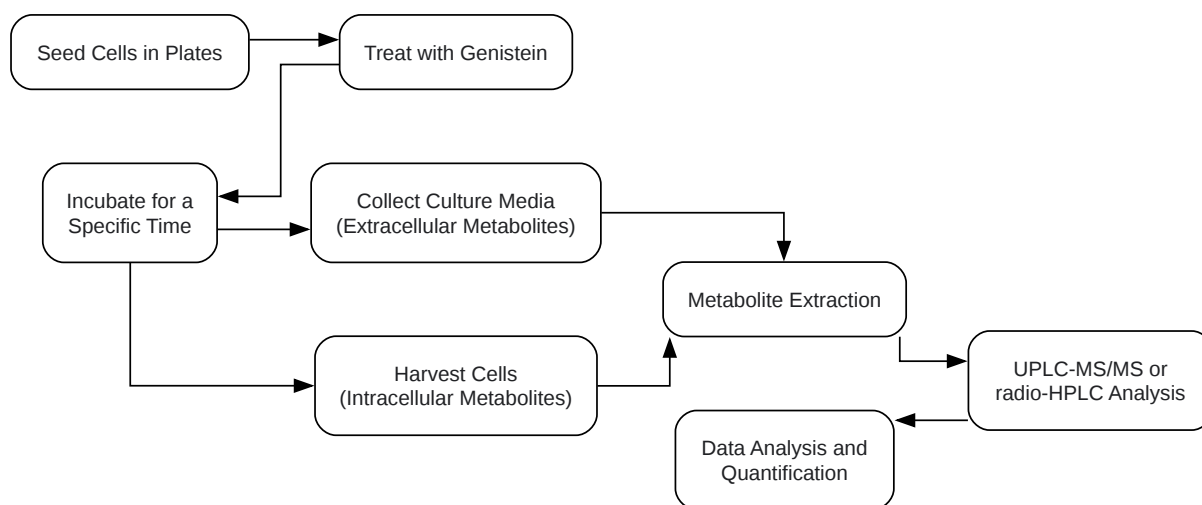 Seed Cells in Plates
Treat with Genistein
Incubate for a
Specific Time
Collect Culture Media
(Extracellular Metabolites)
Metabolite Extraction
Harvest Cells
(Intracellular Metabolites)
UPLC-MS/MS or
radio-HPLC Analysis
Data Analysis and
Quantification